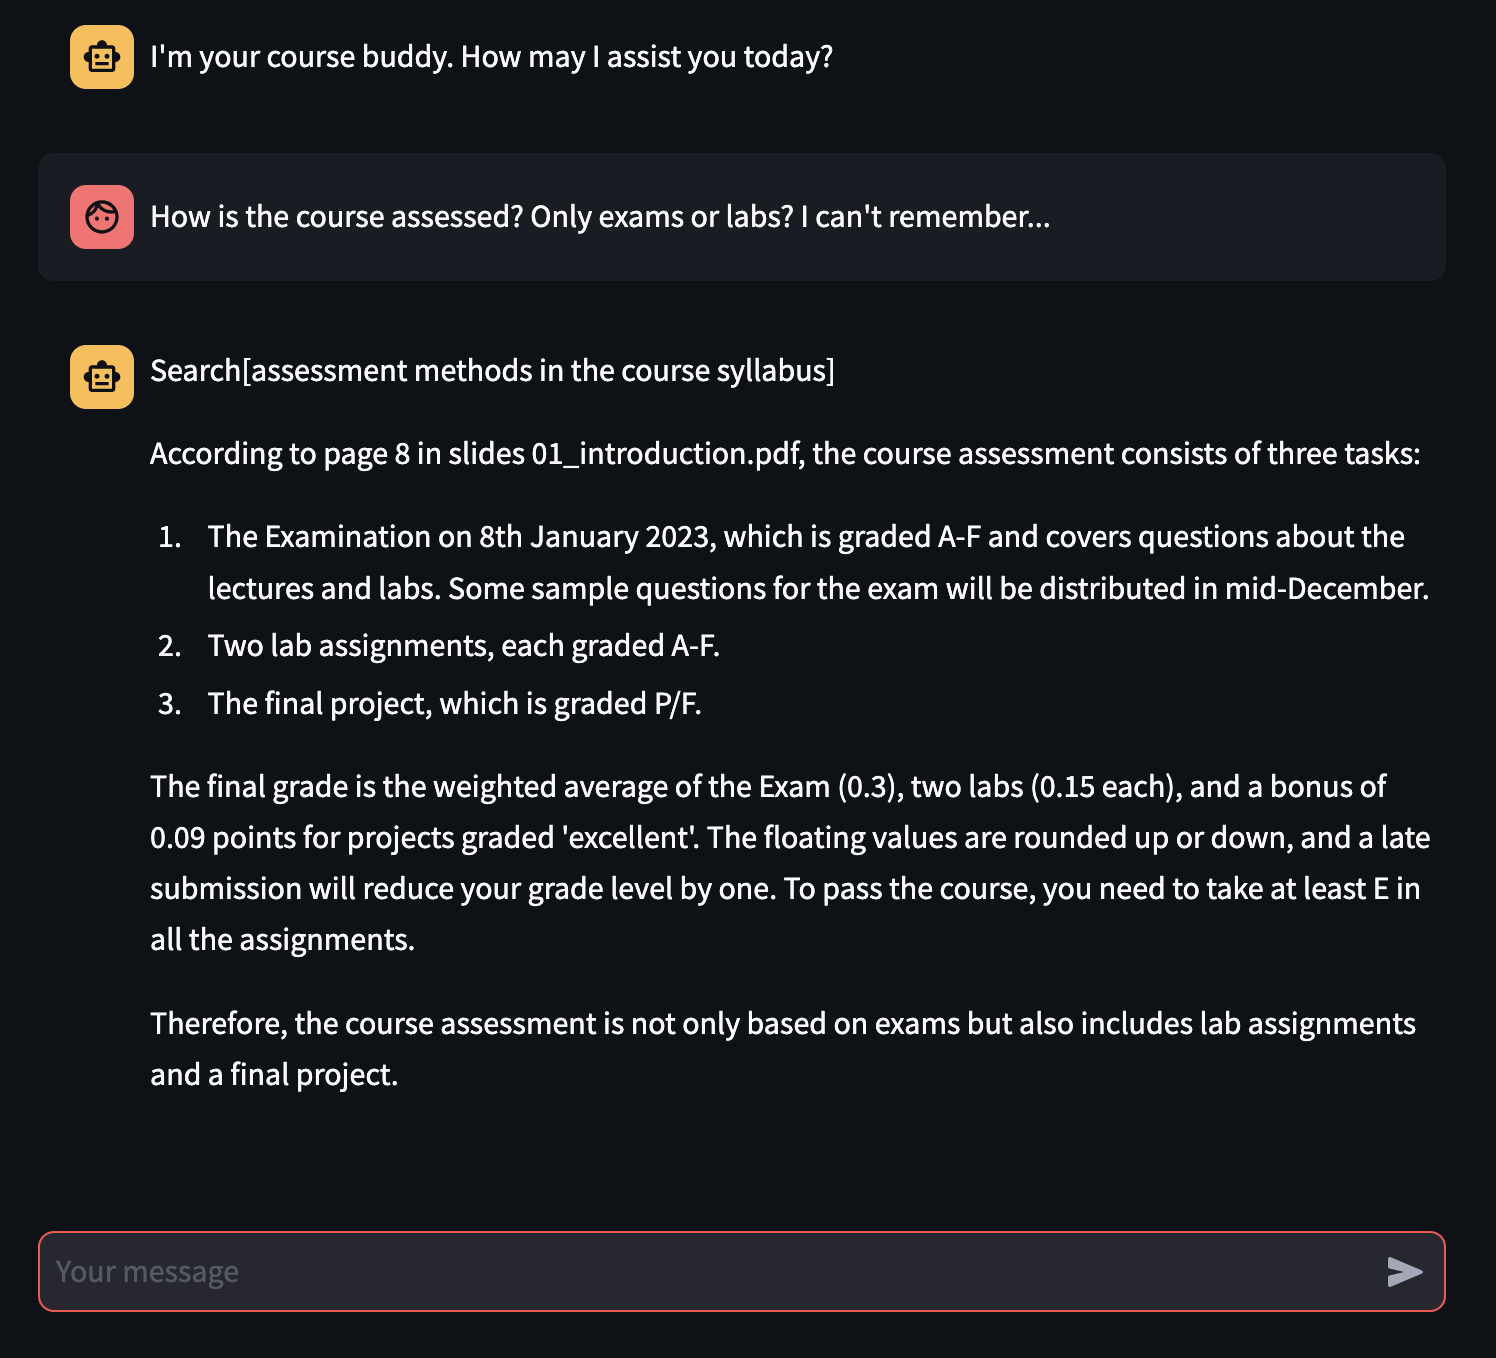 I'm your course buddy. How may I assist you today?
How is the course assessed? Only exams or labs? I can't remember...
Search[assessment methods in the course syllabus]
According to page 8 in slides 01_introduction.pdf, the course assessment consists of three tasks:
1. The Examination on 8th January 2023, which is graded A-F and covers questions about the
lectures and labs. Some sample questions for the exam will be distributed in mid-December.
2. Two lab assignments, each graded A-F.
3. The final project, which is graded P/F.
The final grade is the weighted average of the Exam (0.3), two labs (0.15 each), and a bonus of
0.09 points for projects graded 'excellent'. The floating values are rounded up or down, and a late
submission will reduce your grade level by one. To pass the course, you need to take at least E in
all the assignments.
Therefore, the course assessment is not only based on exams but also includes lab assignments
and a final project.
Your message